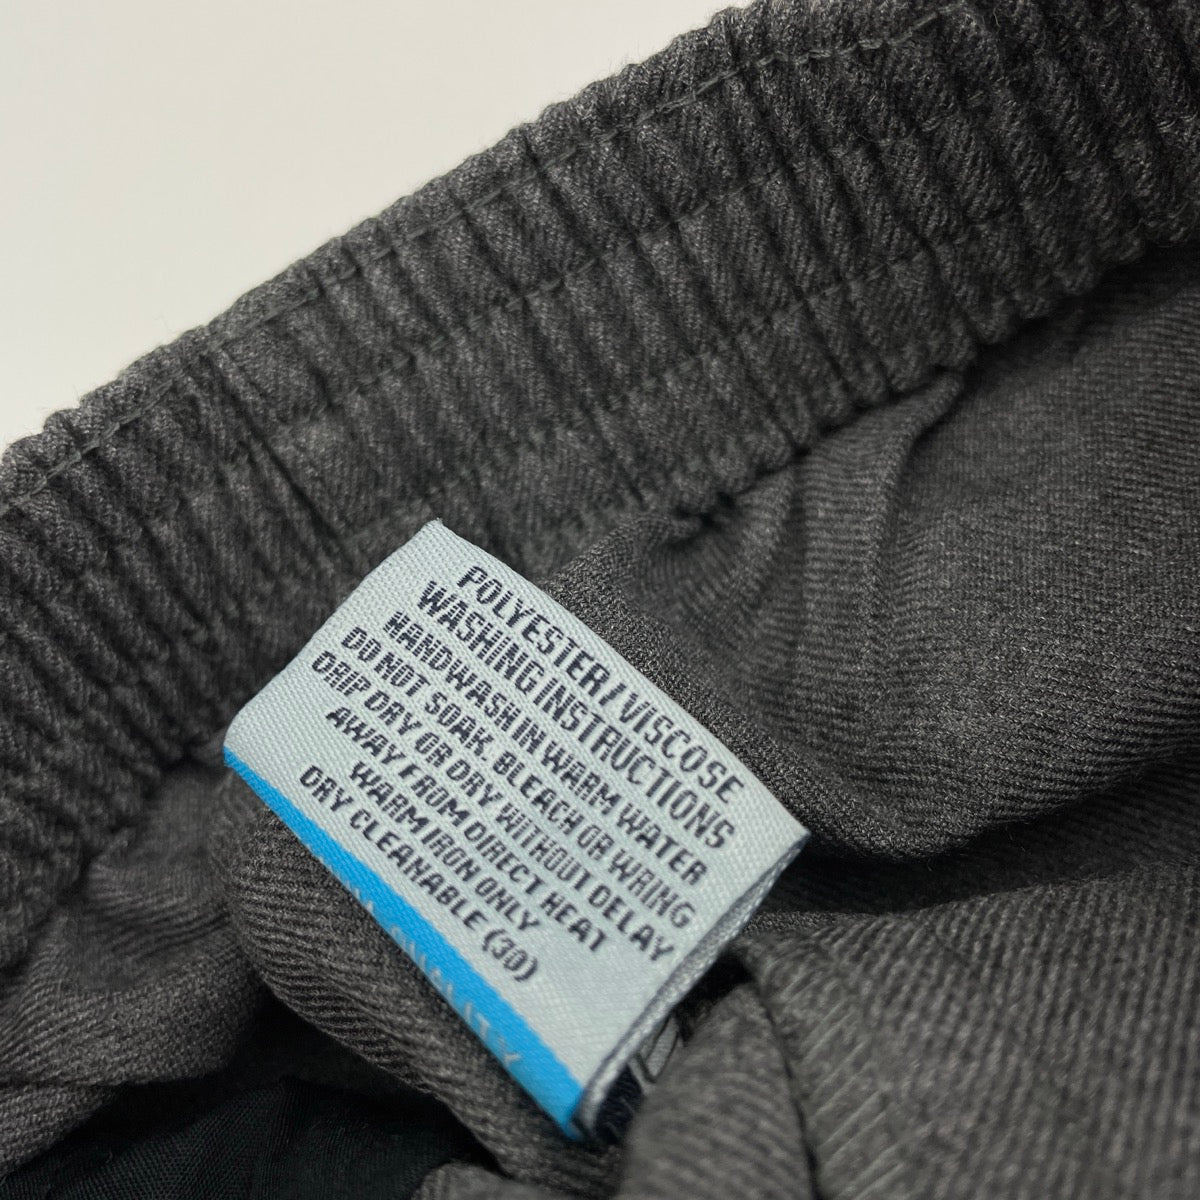 POLYESTER/VISCOSE
WASHING INSTRUCTIONS
HANDWASH IN WARM WATER
DO NOT SOAK, BLEACH OR WRING
DRIP DRY OR DRY WITHOUT DELAY
AWAY FROM DIRECT HEAT
WARM IRON ONLY
DRY CLEANABLE (30)
QUALITY